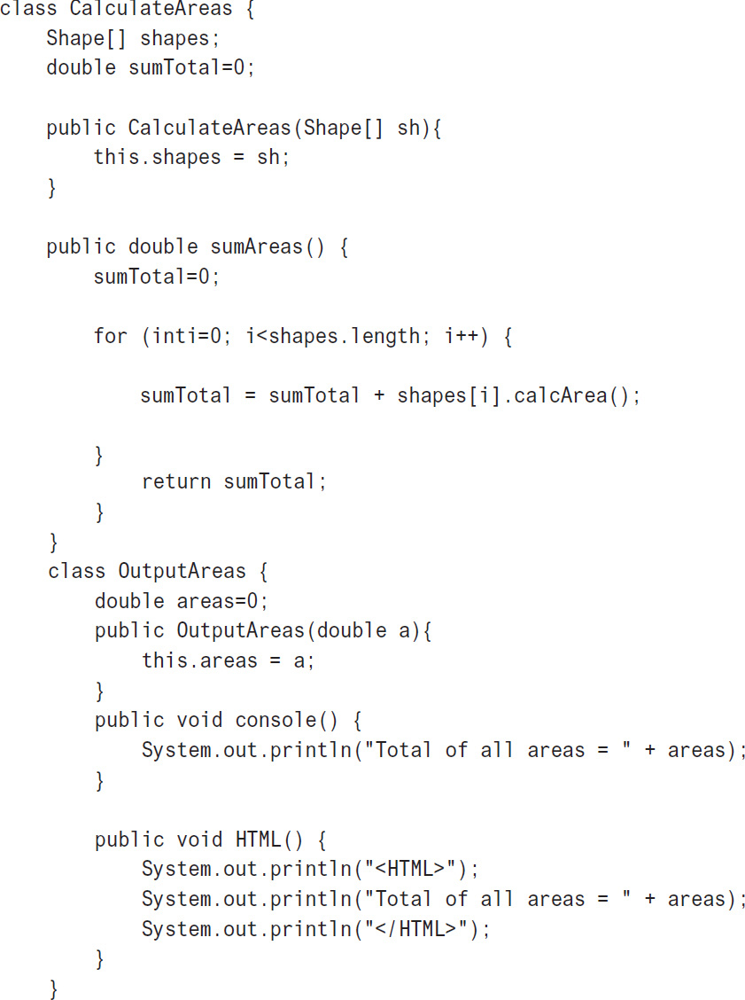 class CalculateAreas {
    Shape[] shapes;
    double sumTotal=0;

    public CalculateAreas(Shape[] sh){
        this.shapes = sh;
    }

    public double sumAreas() {
        sumTotal=0;

        for (inti=0; i<shapes.length; i++) {

            sumTotal = sumTotal + shapes[i].calcArea();

        }
            return sumTotal;
        }
    }
    class OutputAreas {
        double areas=0;
        public OutputAreas(double a){
            this.areas = a;
        }
        public void console() {
            System.out.println("Total of all areas = " + areas);
        }

        public void HTML() {
            System.out.println("<HTML>");
            System.out.println("Total of all areas = " + areas);
            System.out.println("</HTML>");
        }
    }